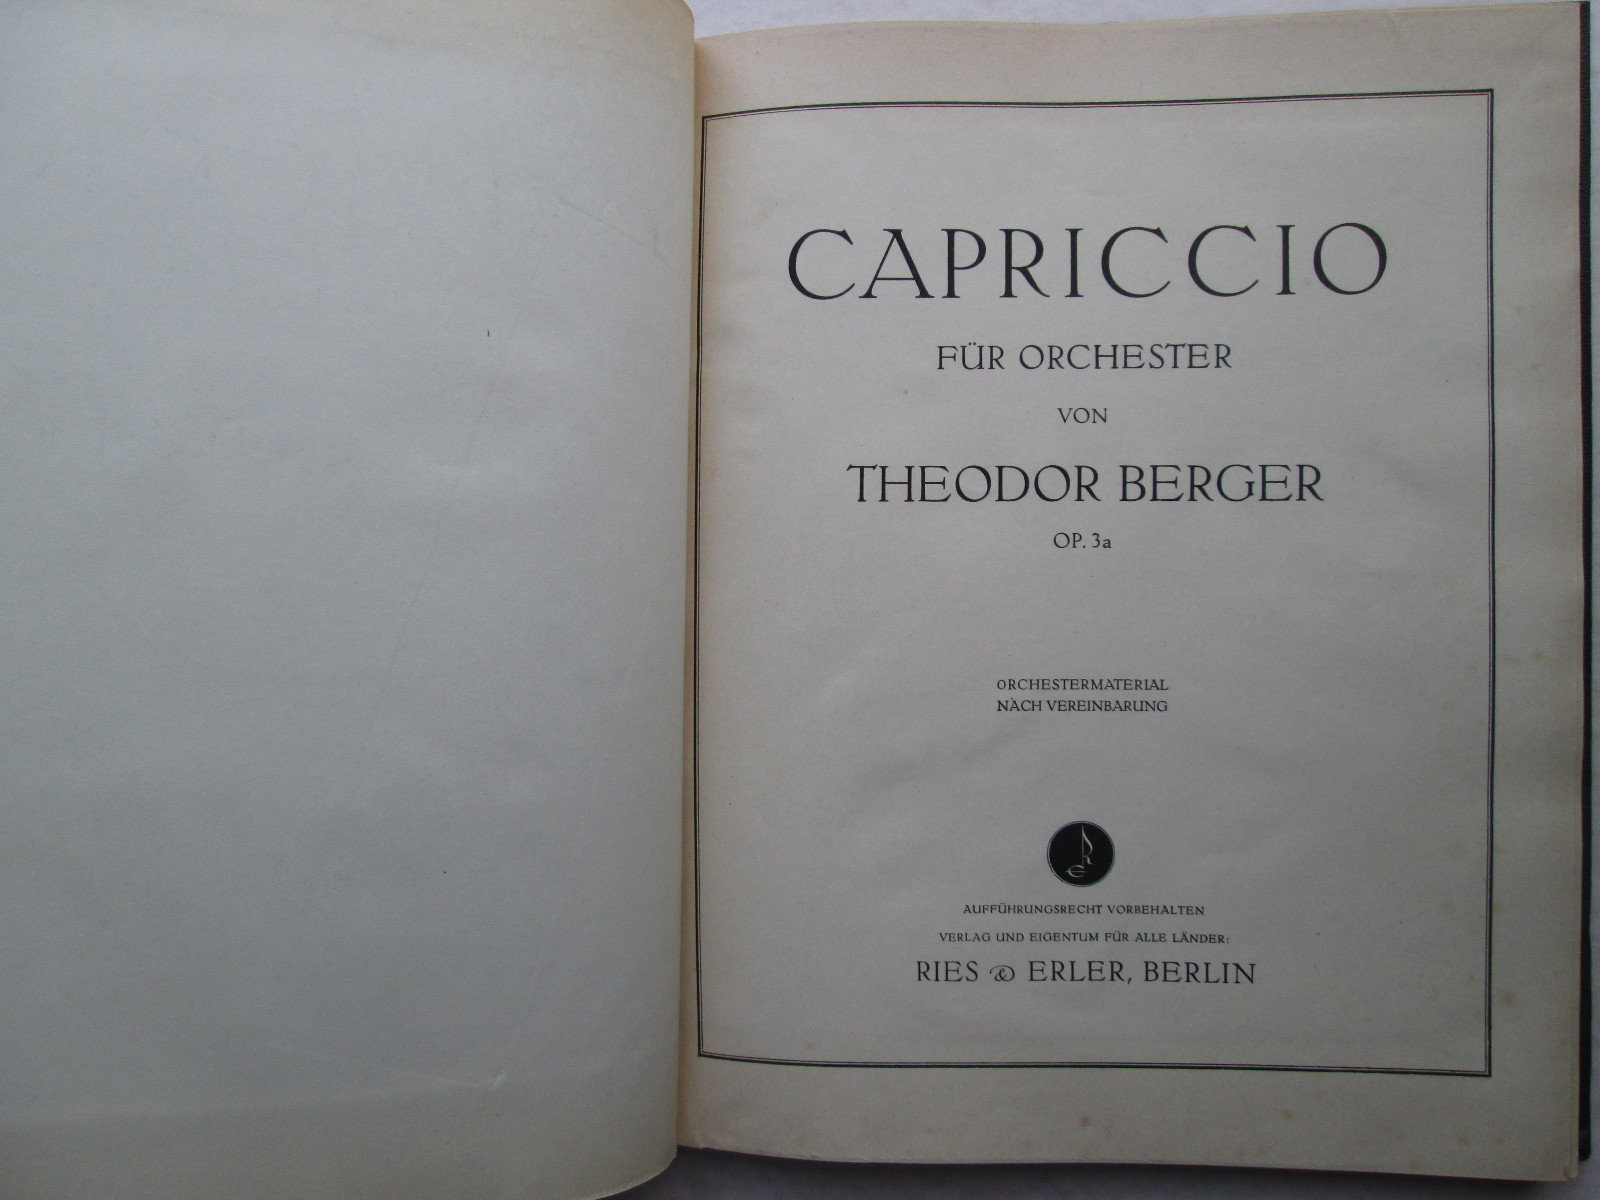 CAPRICCIO
FÜR ORCHESTER
VON
THEODOR BERGER
OP. 3a
ORCHESTERMATERIAL
NACH VEREINBARUNG
R
E
AUFFÜHRUNGSRECHT VORBEHALTEN
VERLAG UND EIGENTUM FÜR ALLE LÄNDER:
RIES & ERLER, BERLIN